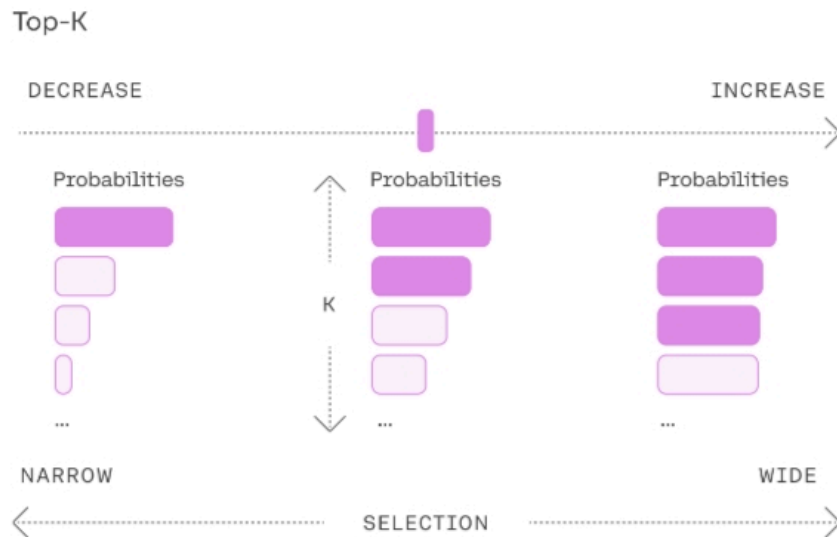 Top-K
DECREASE INCREASE
Probabilities Probabilities Probabilities
K
... ... ...
NARROW WIDE
SELECTION